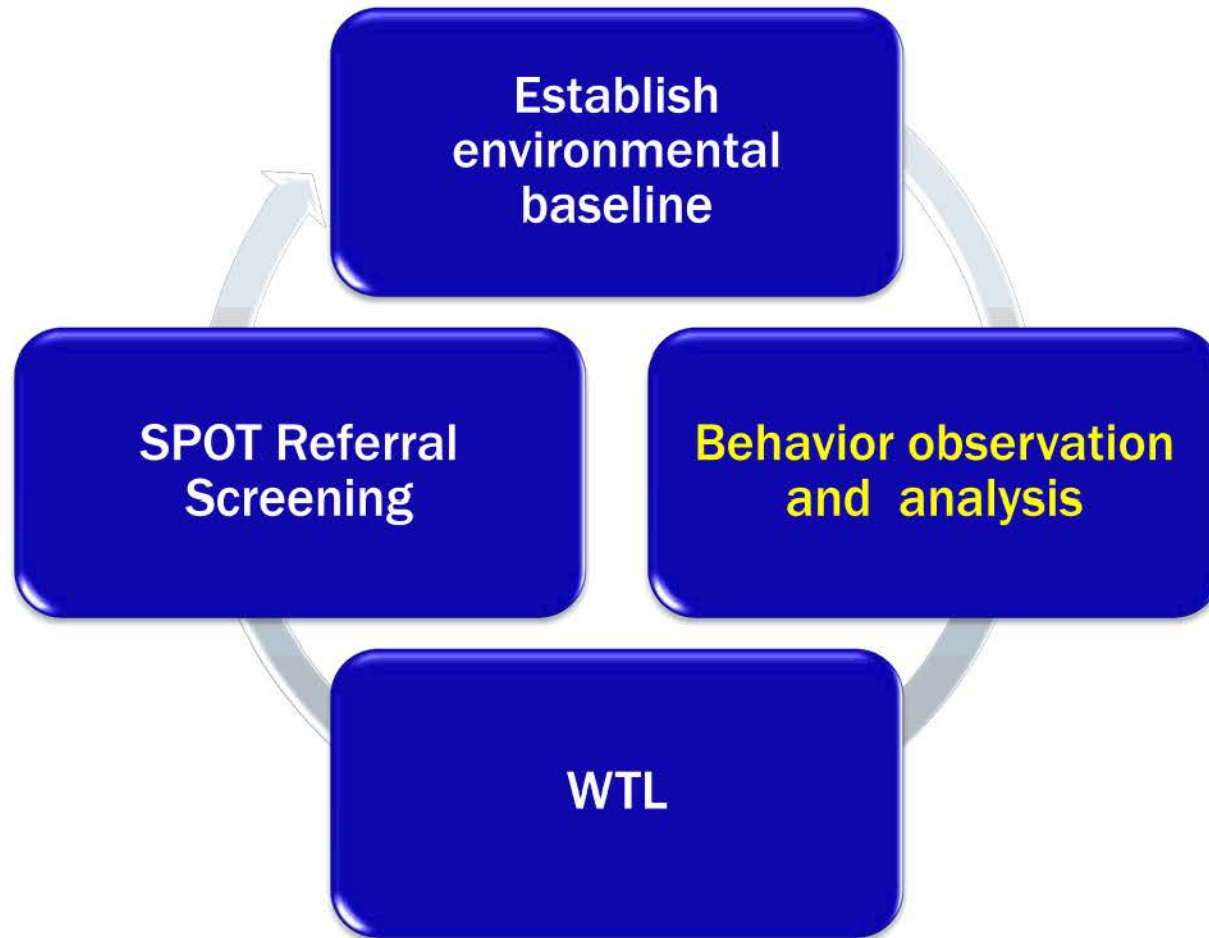 Establish
environmental
baseline
Behavior observation
and analysis
WTL
SPOT Referral
Screening